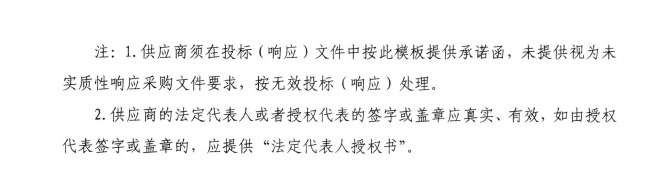 注：1. 供应商须在投标（响应）文件中按此模板提供承诺函，未提供视为未
实质性响应采购文件要求，按无效投标（响应）处理。
2. 供应商的法定代表人或者授权代表的签字或盖章应真实、有效，如由授权
代表签字或盖章的，应提供“法定代表人授权书”。